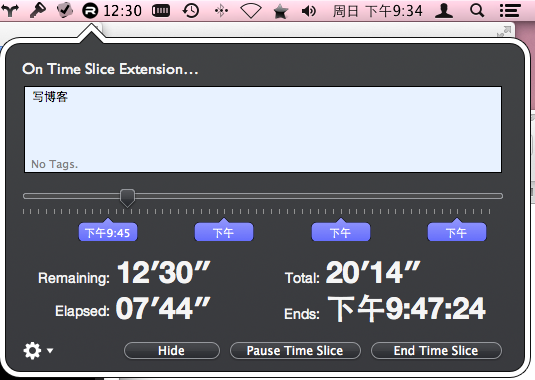 12:30 周日 下午9:34
On Time Slice Extension...
写博客
No Tags.
下午9:45 下午 下午 下午
Remaining: 12′30″ Total: 20′14″
Elapsed: 07′44″ Ends: 下午9:47:24
Hide Pause Time Slice End Time Slice